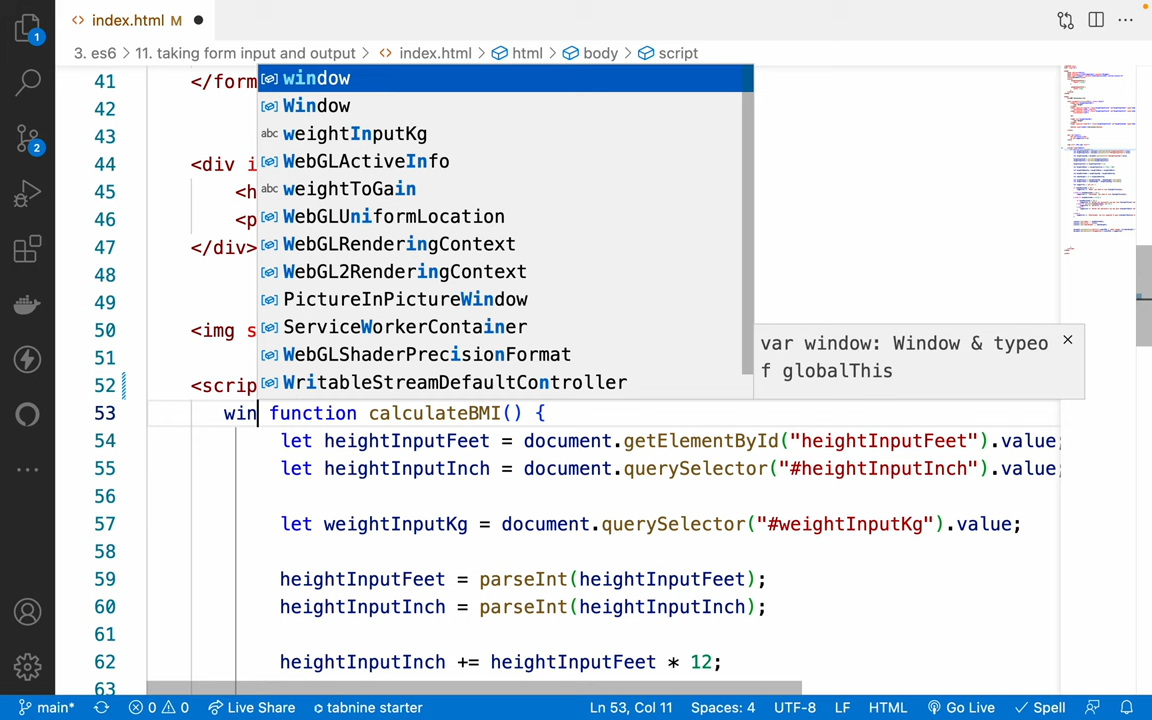 index.html M
3. es6 > 11. taking form input and output > index.html > html > body > script
41 </form
42
43
44 <div i
45 <h
46 <p
47 </div>
48
49
50 <img s
51
52 <scrip
53 win function calculateBMI() {
54 let heightInputFeet = document.getElementById("heightInputFeet").value;
55 let heightInputInch = document.querySelector("#heightInputInch").value;
56
57 let weightInputKg = document.querySelector("#weightInputKg").value;
58
59 heightInputFeet = parseInt(heightInputFeet);
60 heightInputInch = parseInt(heightInputInch);
61
62 heightInputInch += heightInputFeet * 12;
63
window
Window
abc weightInputKg
WebGLActiveInfo
abc weightToGain
WebGLUniformLocation
WebGLRenderingContext
WebGL2RenderingContext
PictureInPictureWindow
ServiceWorkerContainer
WebGLShaderPrecisionFormat
WritableStreamDefaultController
var window: Window & typeo
f globalThis
1
2
main* 0 0 Live Share tabnine starter Ln 53, Col 11 Spaces: 4 UTF-8 LF HTML Go Live Spell